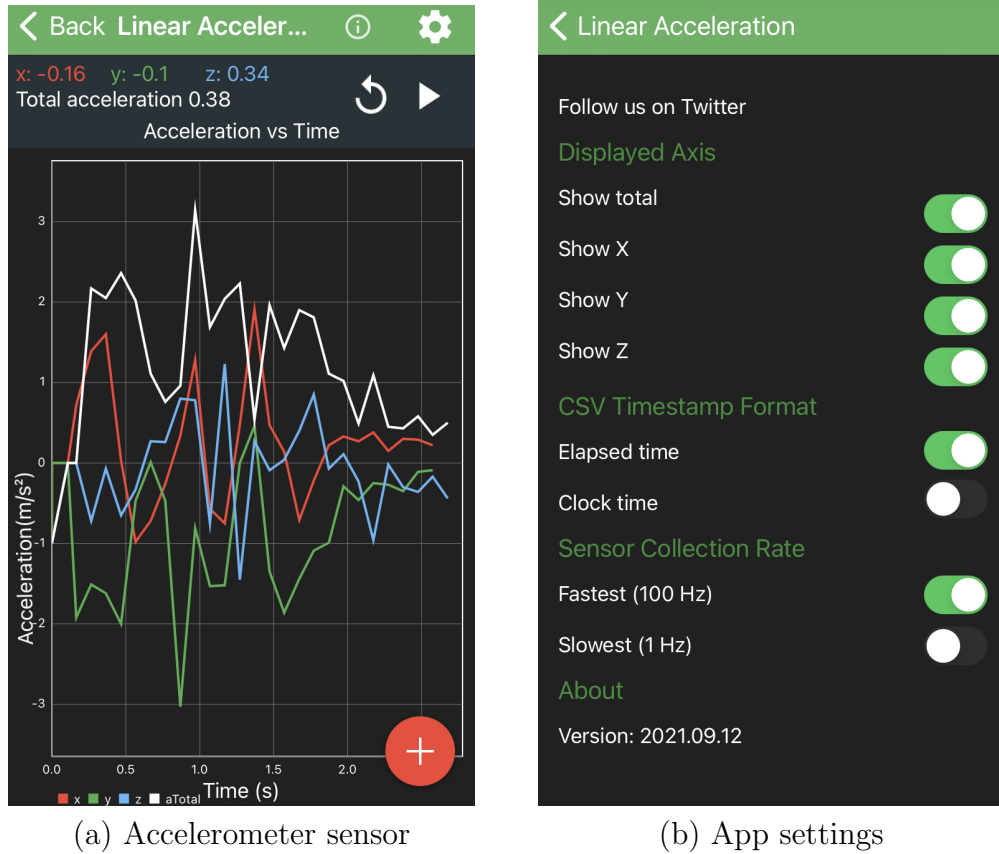 Back Linear Acceler...
x: -0.16 y: -0.1 z: 0.34
Total acceleration 0.38
Acceleration vs Time
Acceleration(m/s²)
3
2
1
0
-1
-2
-3
0.0 0.5 1.0 1.5 2.0
Time (s)
x y z aTotal
(a) Accelerometer sensor
Linear Acceleration
Follow us on Twitter
Displayed Axis
Show total
Show X
Show Y
Show Z
CSV Timestamp Format
Elapsed time
Clock time
Sensor Collection Rate
Fastest (100 Hz)
Slowest (1 Hz)
About
Version: 2021.09.12
(b) App settings